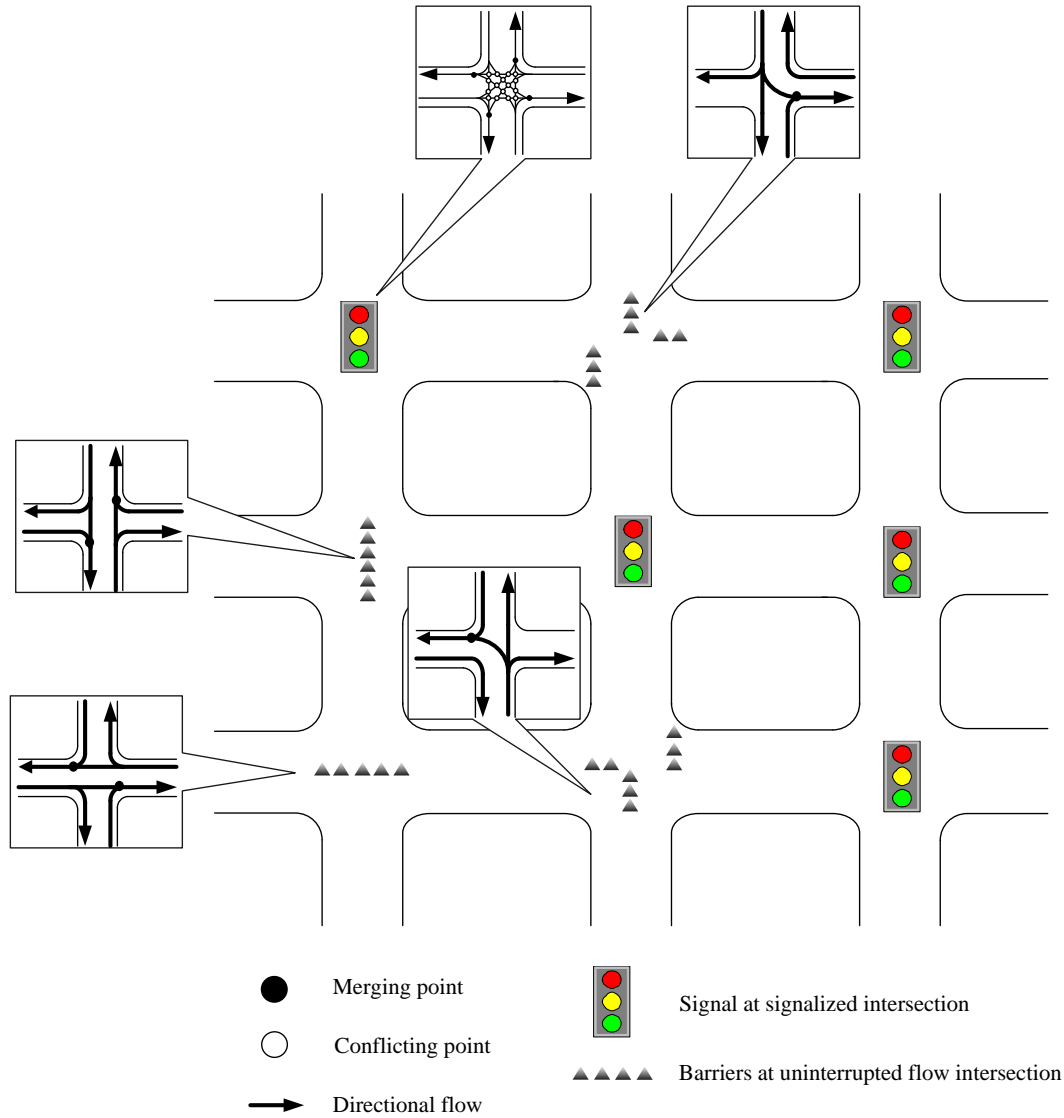 Merging point
Signal at signalized intersection
Conflicting point
Barriers at uninterrupted flow intersection
Directional flow